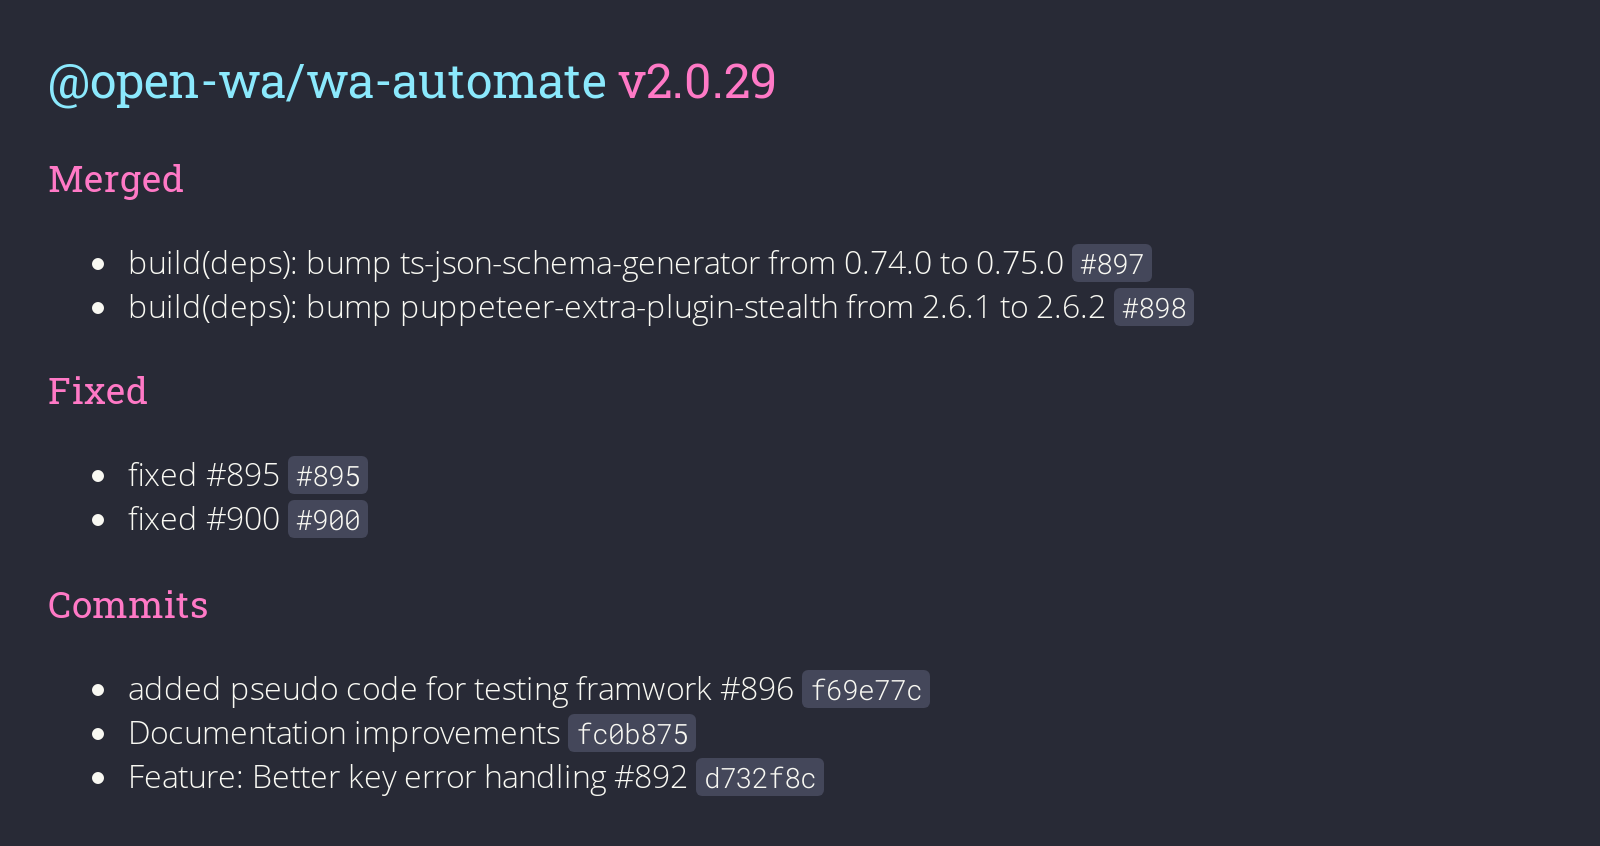 @open-wa/wa-automate v2.0.29
Merged
build(deps): bump ts-json-schema-generator from 0.74.0 to 0.75.0 #897
build(deps): bump puppeteer-extra-plugin-stealth from 2.6.1 to 2.6.2 #898
Fixed
fixed #895 #895
fixed #900 #900
Commits
added pseudo code for testing framwork #896 f69e77c
Documentation improvements fc0b875
Feature: Better key error handling #892 d732f8c